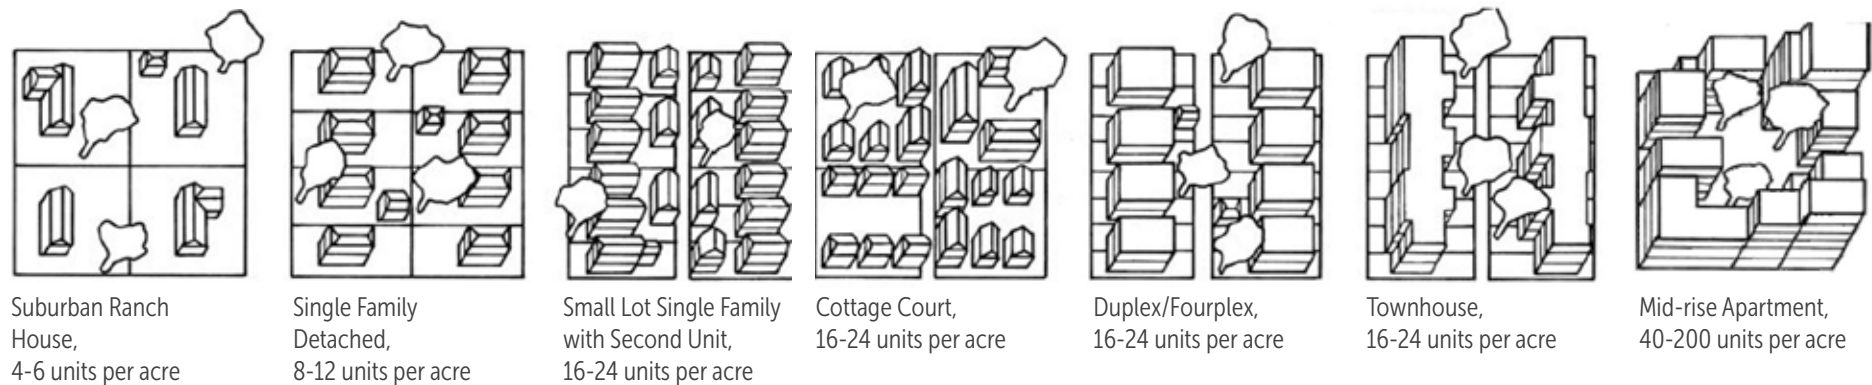 Suburban Ranch
House,
4-6 units per acre
Single Family
Detached,
8-12 units per acre
Small Lot Single Family
with Second Unit,
16-24 units per acre
Cottage Court,
16-24 units per acre
Duplex/Fourplex,
16-24 units per acre
Townhouse,
16-24 units per acre
Mid-rise Apartment,
40-200 units per acre